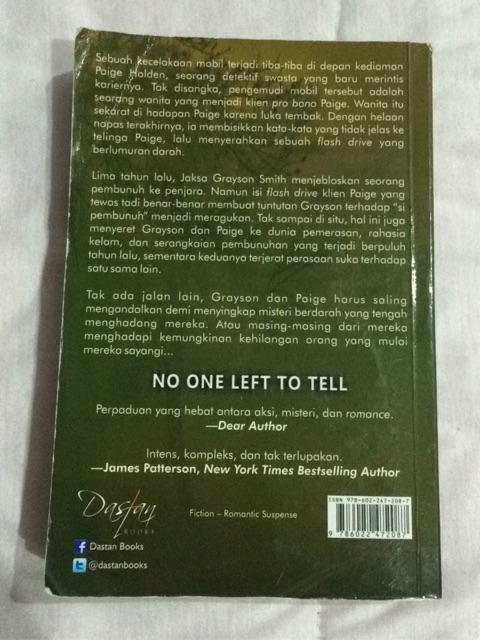 Sebuah kecelakaan mobil terjadi tiba-tiba di depan kediaman
Paige Holden, seorang detektif swasta yang baru merintis
kariernya. Tak disangka, pengemudi mobil tersebut adalah
seorang wanita yang menjadi klien pro bono Paige. Wanita itu
sekarat di hadapan Paige karena luka tembak. Dengan helaan
napas terakhirnya, ia membisikkan kata-kata yang tidak jelas ke
telinga Paige, lalu menyerahkan sebuah flash drive yang
berlumuran darah.
Lima tahun lalu, Jaksa Grayson Smith menjebloskan seorang
pembunuh ke penjara. Namun isi flash drive klien Paige yang
tewas tadi benar-benar membuat tuntutan Grayson terhadap "si
pembunuh" menjadi meragukan. Tak sampai di situ, hal ini juga
menyeret Grayson dan Paige ke dunia pemerasan, rahasia
kelam, dan serangkaian pembunuhan yang terjadi berpuluh
tahun lalu, sementara keduanya terjerat perasaan suka terhadap
satu sama lain.
Tak ada jalan lain, Grayson dan Paige harus saling
mengandalkan demi menyingkap misteri berdarah yang tengah
menghadang mereka. Atau masing-masing dari mereka
menghadapi kemungkinan kehilangan orang yang mulai
mereka sayangi...
NO ONE LEFT TO TELL
Perpaduan yang hebat antara aksi, misteri, dan romance.
—Dear Author
Intens, kompleks, dan tak terlupakan.
—James Patterson, New York Times Bestselling Author
Dastan
BOOKS
Fiction – Romantic Suspense
ISBN 978-602-247-208-7
9 786022 472087
Dastan Books
@dastanbooks